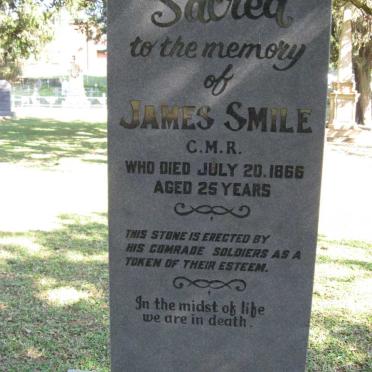 Sacred
to the memory
of
JAMES SMILE
C.M.R.
WHO DIED JULY 20. 1866
AGED 25 YEARS
THIS STONE IS ERECTED BY
HIS COMRADE SOLDIERS AS A
TOKEN OF THEIR ESTEEM.
In the midst of life
we are in death.